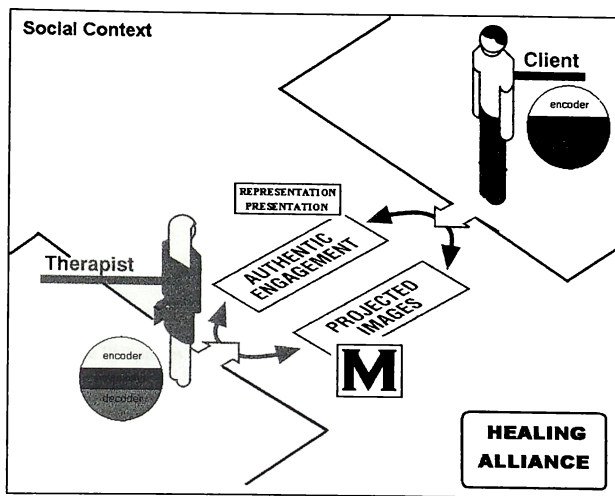 Social Context
Client
encoder
REPRESENTATION
PRESENTATION
AUTHENTIC
ENGAGEMENT
Therapist
PROJECTED
IMAGES
encoder
decoder
M
HEALING
ALLIANCE